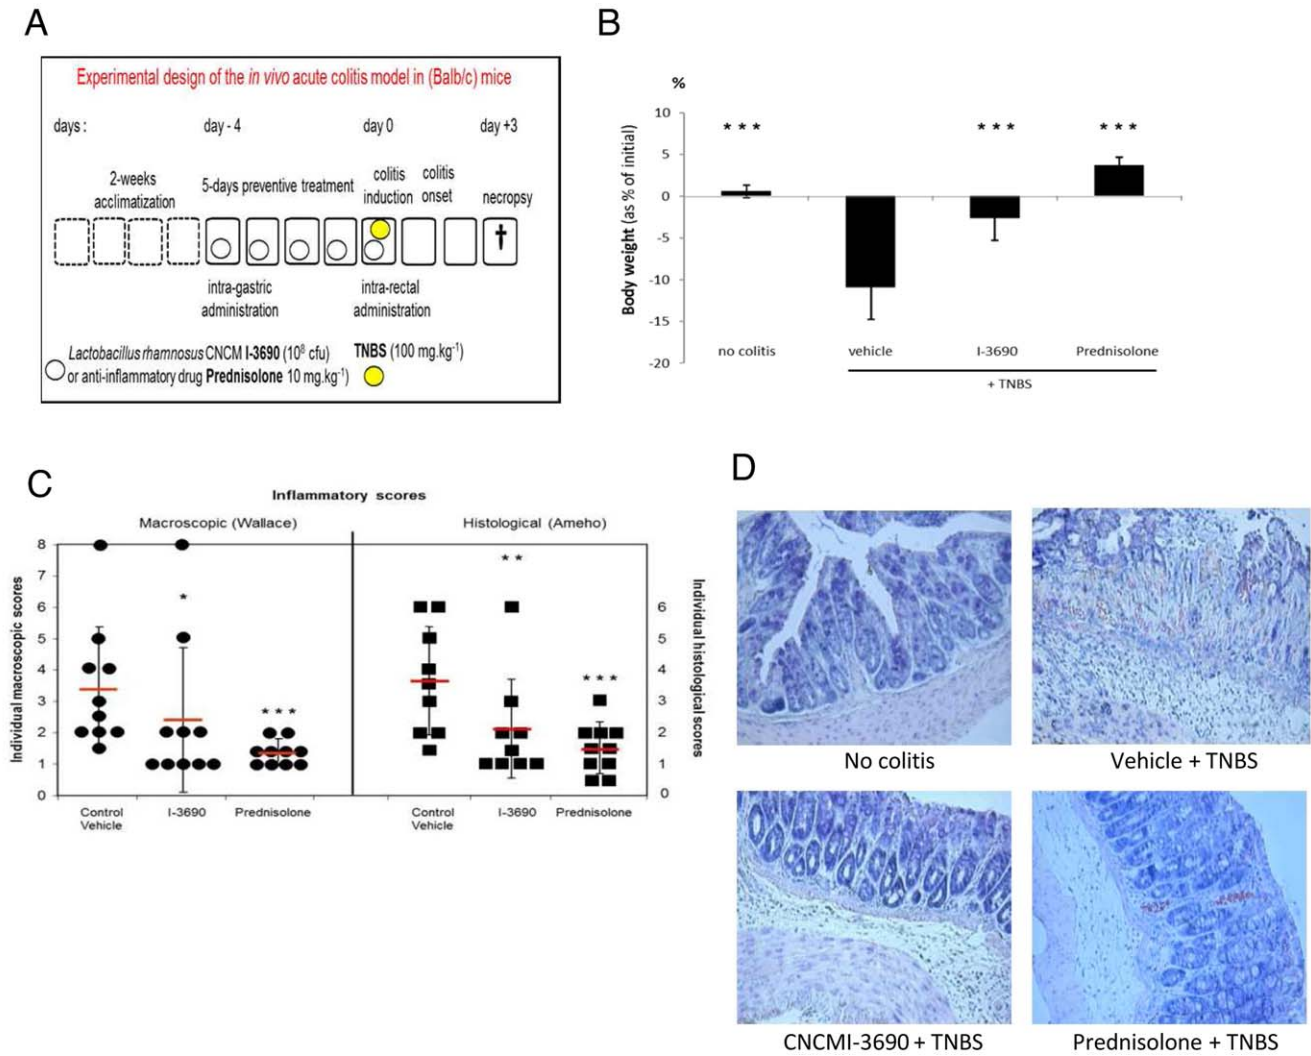 A
Experimental design of the in vivo acute colitis model in (Balb/c) mice
days :
day - 4
day 0
day +3
2-weeks
acclimatization
5-days preventive treatment
colitis
induction
colitis
onset
necropsy
intra-gastric
administration
intra-rectal
administration
Lactobacillus rhamnosus CNCM I-3690 (10⁸ cfu)
or anti-inflammatory drug Prednisolone 10 mg.kg⁻¹)
TNBS (100 mg.kg⁻¹)
B
%
Body weight (as % of initial)
10
5
0
-5
-10
-15
-20
* * *
* * *
* * *
no colitis
vehicle
I-3690
Prednisolone
+ TNBS
C
Inflammatory scores
Macroscopic (Wallace)
Histological (Ameho)
Individual macroscopic scores
8
7
6
5
4
3
2
1
0
*
* * *
* *
* * *
6
5
4
3
2
1
0
Individual histological scores
Control
Vehicle
I-3690
Prednisolone
Control
Vehicle
I-3690
Prednisolone
D
No colitis
Vehicle + TNBS
CNCMI-3690 + TNBS
Prednisolone + TNBS